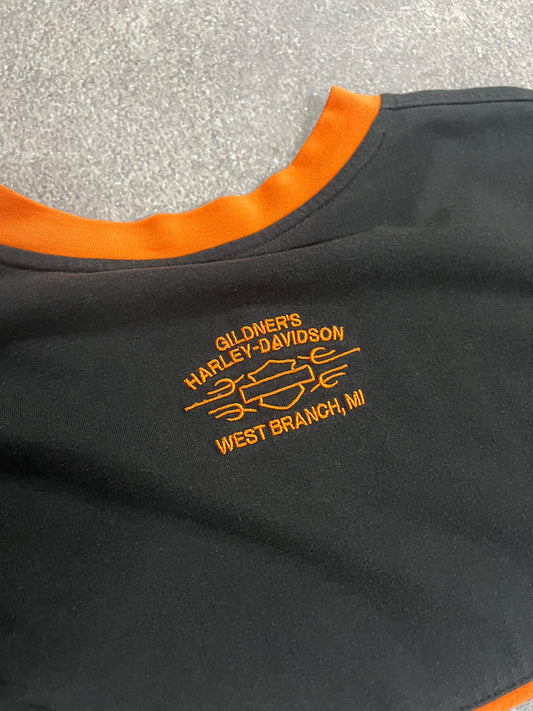 GILDNER'S
HARLEY-DAVIDSON
WEST BRANCH, MI